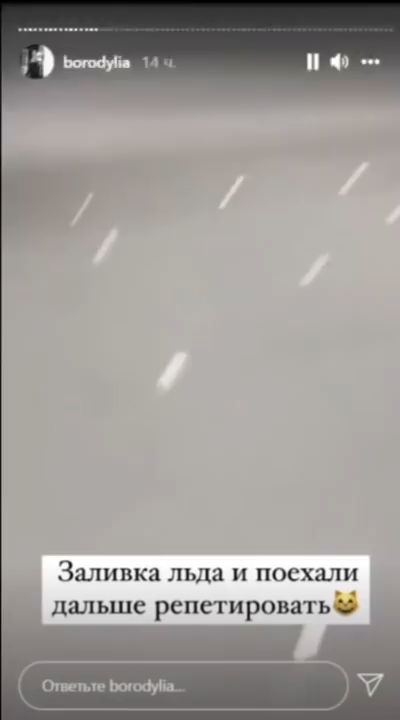 borodylia 14 ч.
Заливка льда и поехали
дальше репетировать😺
Ответьте borodylia...